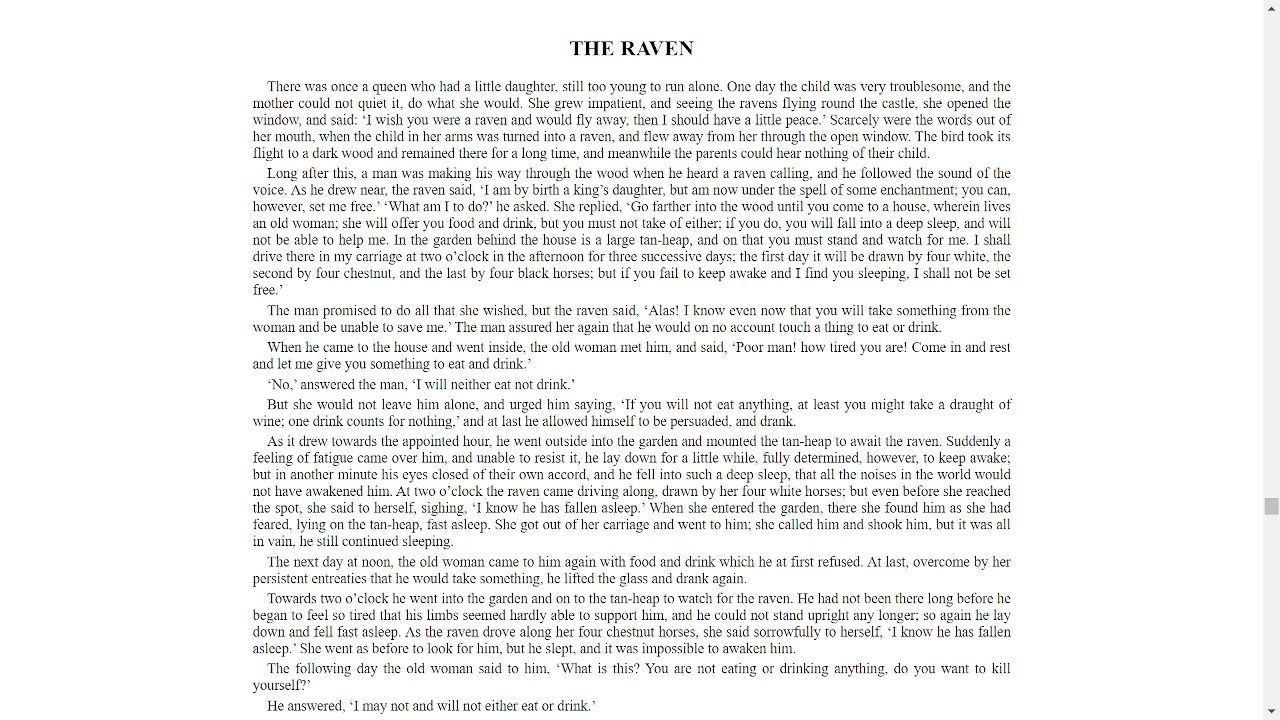 THE RAVEN
There was once a queen who had a little daughter, still too young to run alone. One day the child was very troublesome, and the
mother could not quiet it, do what she would. She grew impatient, and seeing the ravens flying round the castle, she opened the
window, and said: ‘I wish you were a raven and would fly away, then I should have a little peace.’ Scarcely were the words out of
her mouth, when the child in her arms was turned into a raven, and flew away from her through the open window. The bird took its
flight to a dark wood and remained there for a long time, and meanwhile the parents could hear nothing of their child.
Long after this, a man was making his way through the wood when he heard a raven calling, and he followed the sound of the
voice. As he drew near, the raven said, ‘I am by birth a king’s daughter, but am now under the spell of some enchantment; you can,
however, set me free.’ ‘What am I to do?’ he asked. She replied, ‘Go farther into the wood until you come to a house, wherein lives
an old woman; she will offer you food and drink, but you must not take of either; if you do, you will fall into a deep sleep, and will
not be able to help me. In the garden behind the house is a large tan-heap, and on that you must stand and watch for me. I shall
drive there in my carriage at two o’clock in the afternoon for three successive days; the first day it will be drawn by four white, the
second by four chestnut, and the last by four black horses; but if you fail to keep awake and I find you sleeping, I shall not be set
free.’
The man promised to do all that she wished, but the raven said, ‘Alas! I know even now that you will take something from the
woman and be unable to save me.’ The man assured her again that he would on no account touch a thing to eat or drink.
When he came to the house and went inside, the old woman met him, and said, ‘Poor man! how tired you are! Come in and rest
and let me give you something to eat and drink.’
‘No,’ answered the man, ‘I will neither eat not drink.’
But she would not leave him alone, and urged him saying, ‘If you will not eat anything, at least you might take a draught of
wine; one drink counts for nothing,’ and at last he allowed himself to be persuaded, and drank.
As it drew towards the appointed hour, he went outside into the garden and mounted the tan-heap to await the raven. Suddenly a
feeling of fatigue came over him, and unable to resist it, he lay down for a little while, fully determined, however, to keep awake;
but in another minute his eyes closed of their own accord, and he fell into such a deep sleep, that all the noises in the world would
not have awakened him. At two o’clock the raven came driving along, drawn by her four white horses; but even before she reached
the spot, she said to herself, sighing, ‘I know he has fallen asleep.’ When she entered the garden, there she found him as she had
feared, lying on the tan-heap, fast asleep. She got out of her carriage and went to him; she called him and shook him, but it was all
in vain, he still continued sleeping.
The next day at noon, the old woman came to him again with food and drink which he at first refused. At last, overcome by her
persistent entreaties that he would take something, he lifted the glass and drank again.
Towards two o’clock he went into the garden and on to the tan-heap to watch for the raven. He had not been there long before he
began to feel so tired that his limbs seemed hardly able to support him, and he could not stand upright any longer; so again he lay
down and fell fast asleep. As the raven drove along her four chestnut horses, she said sorrowfully to herself, ‘I know he has fallen
asleep.’ She went as before to look for him, but he slept, and it was impossible to awaken him.
The following day the old woman said to him, ‘What is this? You are not eating or drinking anything, do you want to kill
yourself?’
He answered, ‘I may not and will not either eat or drink.’